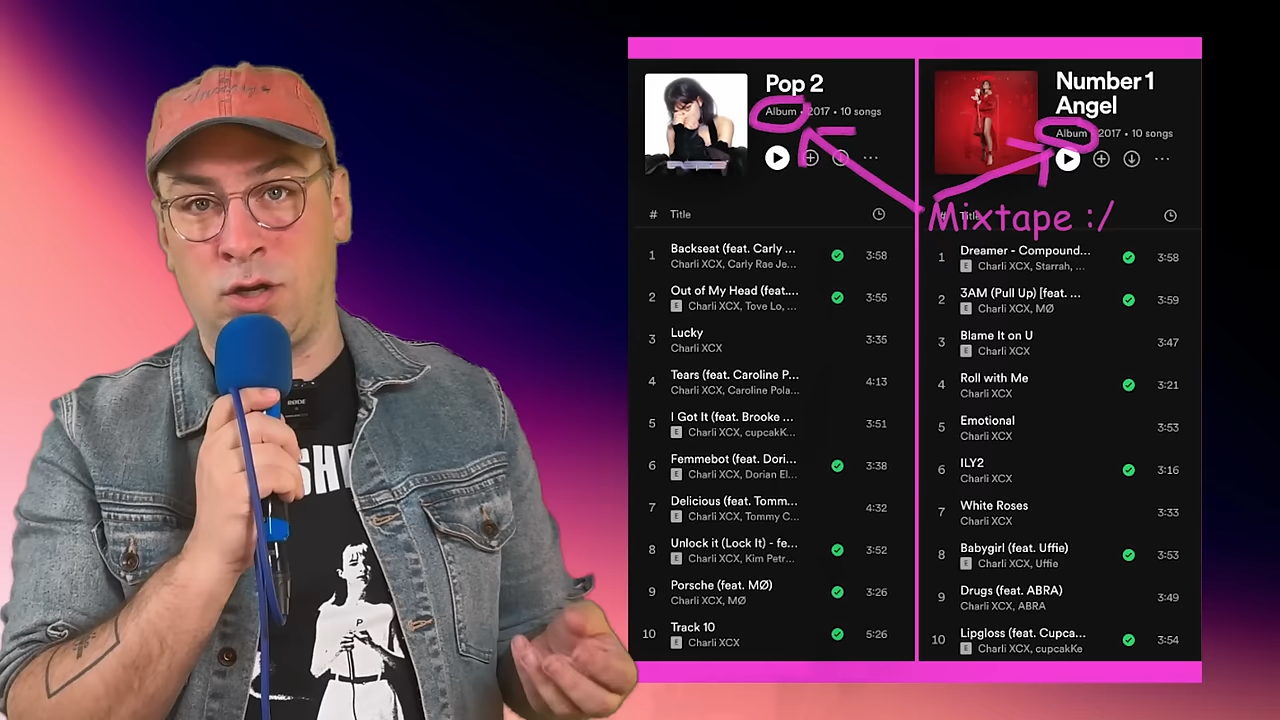 Pop 2
Album • 2017 • 10 songs
# Title
1 Backseat (feat. Carly ... 3:58
Charli XCX, Carly Rae Je...
2 Out of My Head (feat.... 3:55
E Charli XCX, Tove Lo, ...
3 Lucky 3:35
Charli XCX
4 Tears (feat. Caroline P... 4:13
Charli XCX, Caroline Pola...
5 I Got It (feat. Brooke ... 3:51
E Charli XCX, cupcakK...
6 Femmebot (feat. Dori... 3:38
E Charli XCX, Dorian El...
7 Delicious (feat. Tomm... 4:32
E Charli XCX, Tommy C...
8 Unlock it (Lock It) - fe... 3:52
E Charli XCX, Kim Petr...
9 Porsche (feat. MØ) 3:26
Charli XCX, MØ
10 Track 10 5:26
E Charli XCX
Number 1
Angel
Album • 2017 • 10 songs
Mixtape :/
# Title
1 Dreamer - Compound... 3:58
E Charli XCX, Starrah, ...
2 3AM (Pull Up) [feat. ... 3:59
E Charli XCX, MØ
3 Blame It on U 3:47
E Charli XCX
4 Roll with Me 3:21
Charli XCX
5 Emotional 3:53
Charli XCX
6 ILY2 3:16
Charli XCX
7 White Roses 3:33
Charli XCX
8 Babygirl (feat. Uffie) 3:53
E Charli XCX, Uffie
9 Drugs (feat. ABRA) 3:49
Charli XCX, ABRA
10 Lipgloss (feat. Cupca... 3:54
E Charli XCX, cupcakKe
RØDE
P